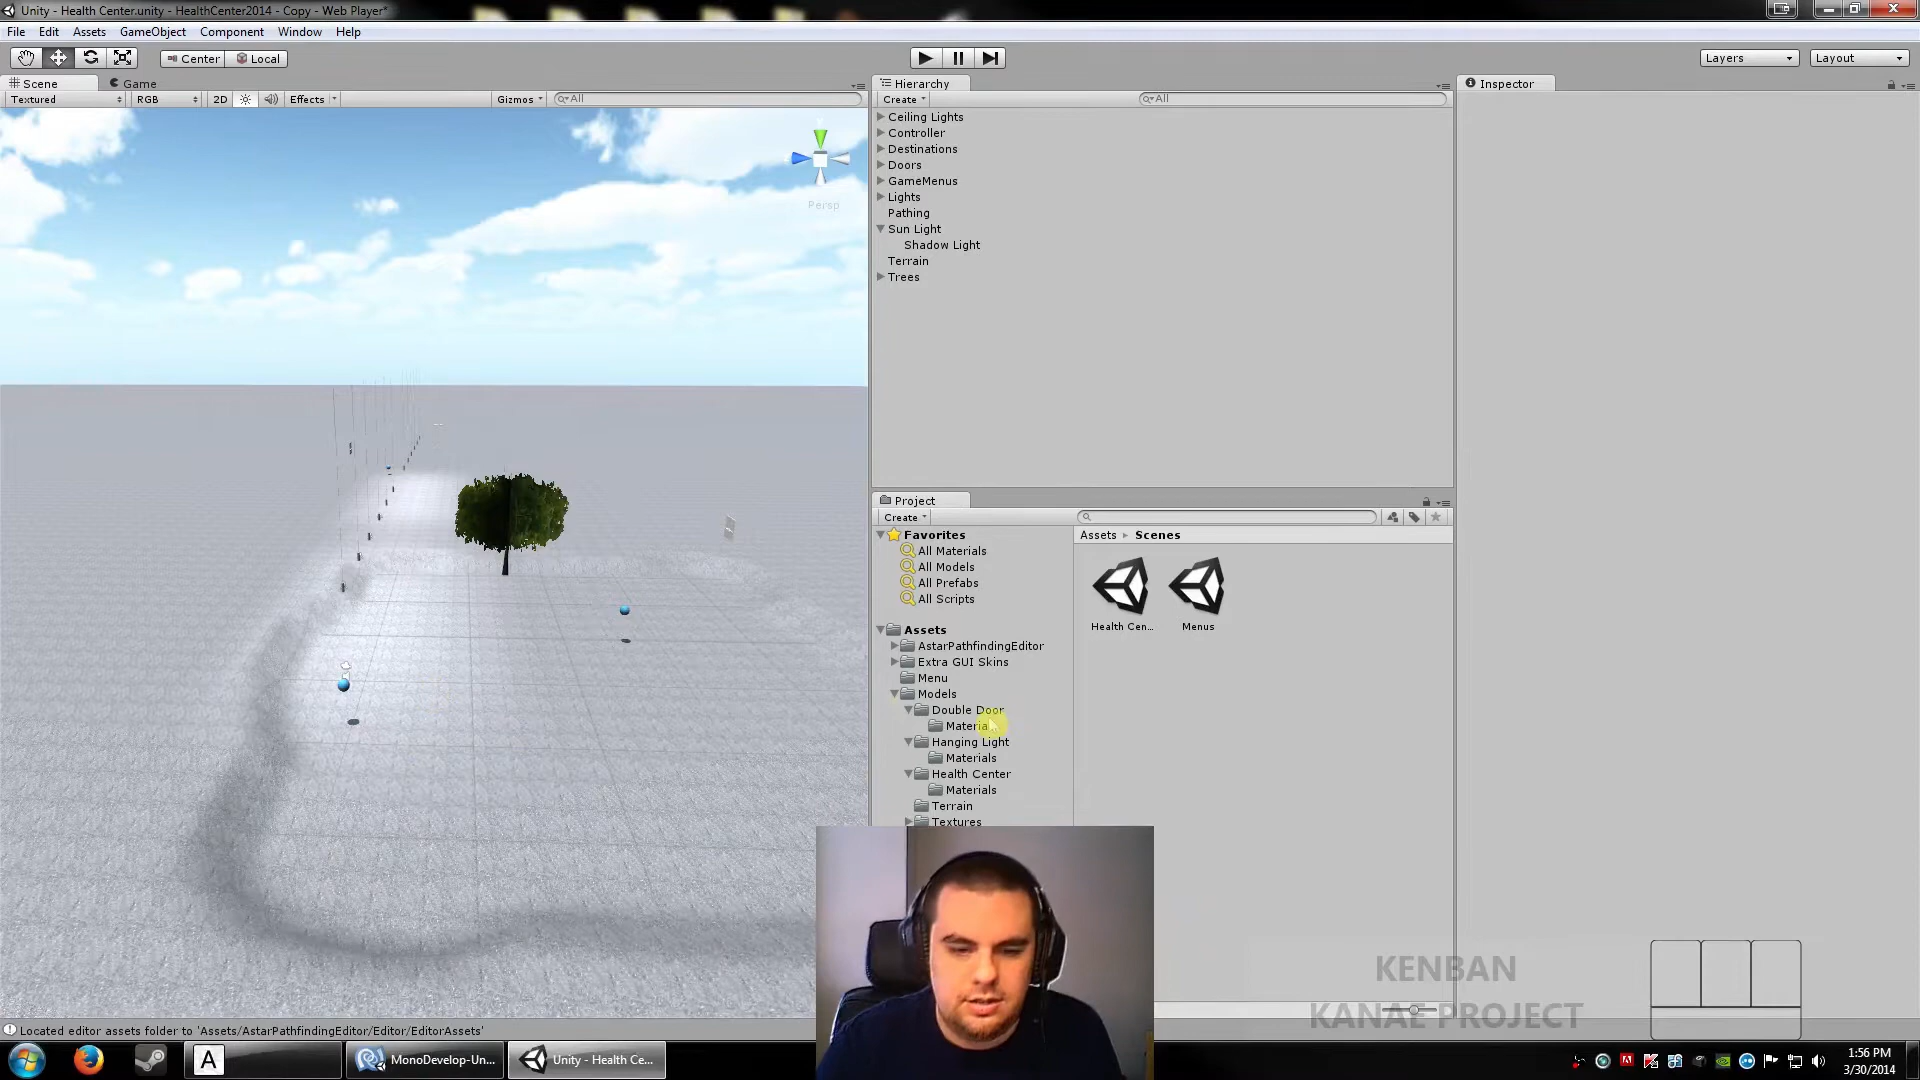 Unity - Health Center.unity - HealthCenter2014 - Copy - Web Player*
File Edit Assets GameObject Component Window Help
Center Local Layers Layout
Scene Game
Textured RGB 2D Effects Gizmos All
Persp
Hierarchy
Create All
Ceiling Lights
Controller
Destinations
Doors
GameMenus
Lights
Pathing
Sun Light
Shadow Light
Terrain
Trees
Inspector
Project
Create
Favorites
All Materials
All Models
All Prefabs
All Scripts
Assets
AstarPathfindingEditor
Extra GUI Skins
Menu
Models
Double Door
Materials
Hanging Light
Materials
Health Center
Materials
Terrain
Textures
Assets Scenes
Health Cen... Menus
KENBAN
KANAE PROJECT
Located editor assets folder to 'Assets/AstarPathfindingEditor/Editor/EditorAssets'
A MonoDevelop-Un... Unity - Health Ce...
1:56 PM
3/30/2014